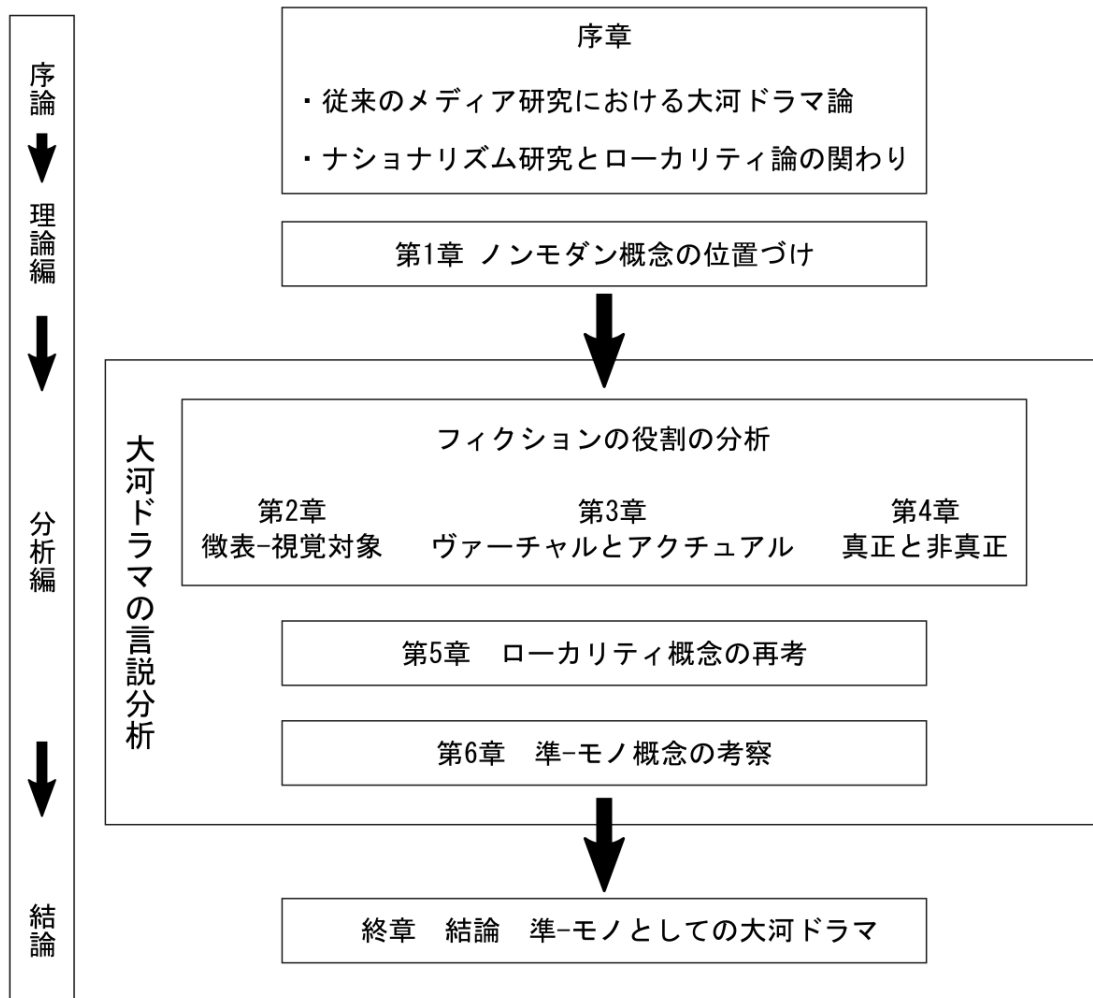 序論
理論編
分析編
結論
序章
・従来のメディア研究における大河ドラマ論
・ナショナリズム研究とローカリティ論の関わり
第1章 ノンモダン概念の位置づけ
大河ドラマの言説分析
フィクションの役割の分析
第2章
徴表−視覚対象
第3章
ヴァーチャルとアクチュアル
第4章
真正と非真正
第5章　ローカリティ概念の再考
第6章　準−モノ概念の考察
終章　結論　準−モノとしての大河ドラマ